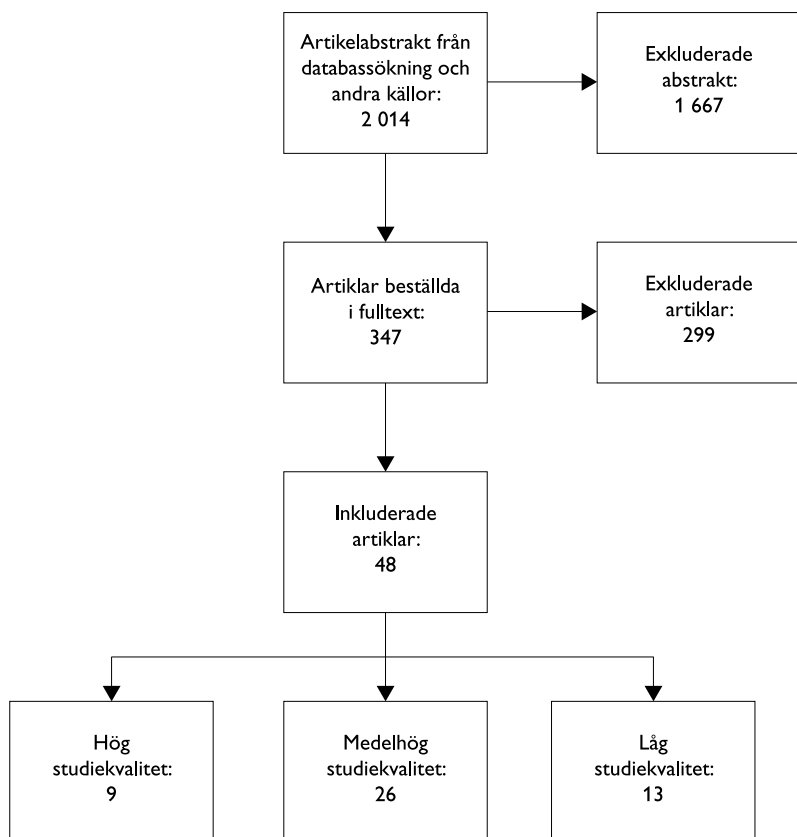 Artikelabstrakt från
databassökning och
andra källor:
2 014
Exkluderade
abstrakt:
1 667
Artiklar beställda
i fulltext:
347
Exkluderade
artiklar:
299
Inkluderade
artiklar:
48
Hög
studiekvalitet:
9
Medelhög
studiekvalitet:
26
Låg
studiekvalitet:
13